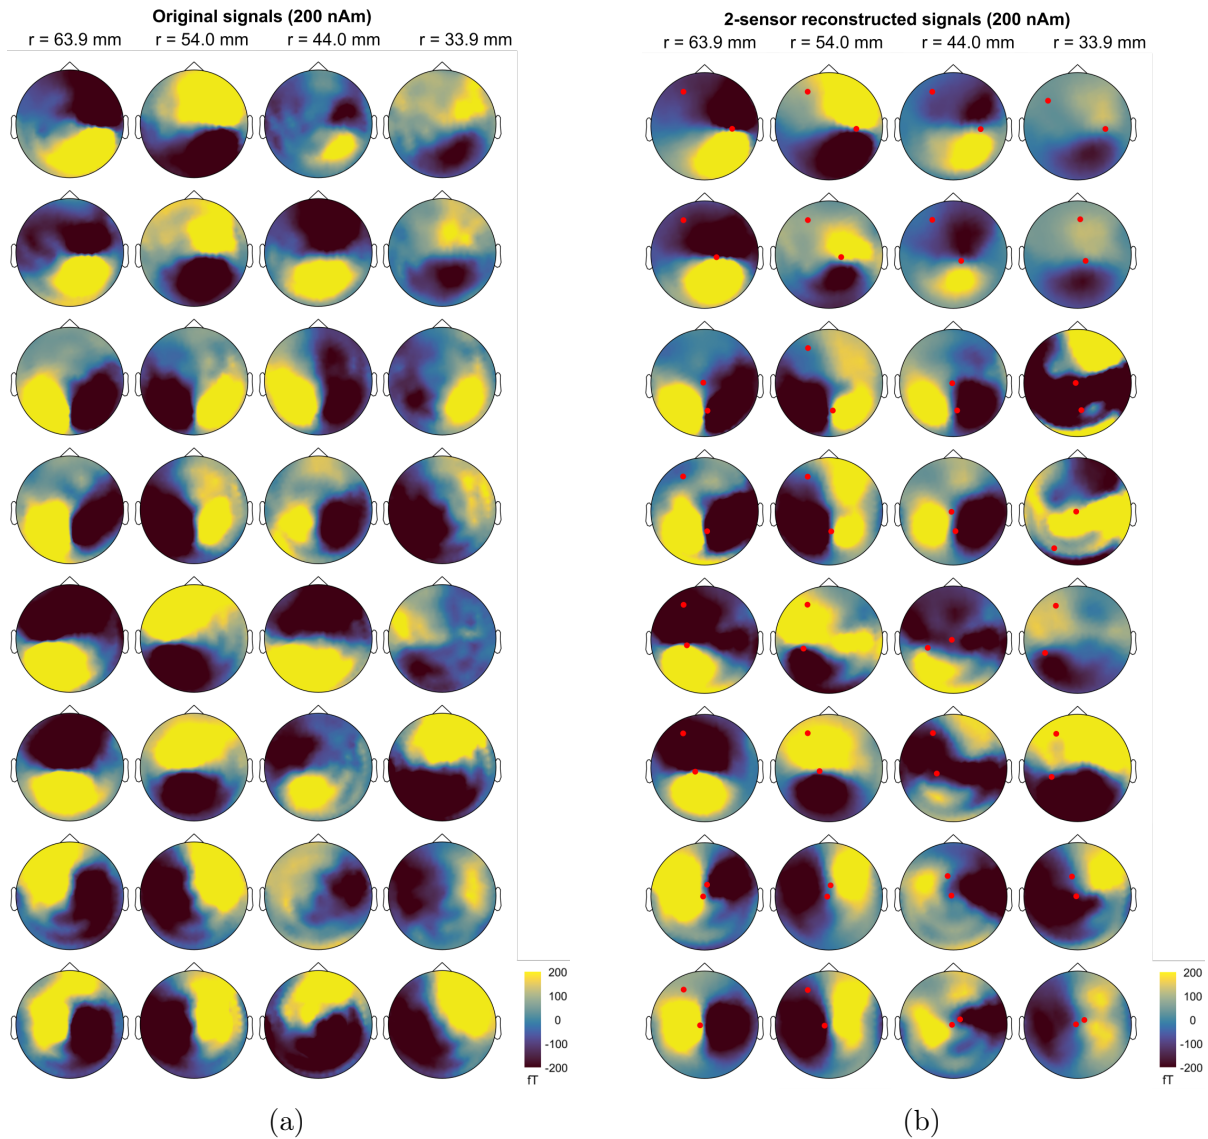 Original signals (200 nAm)
r = 63.9 mm r = 54.0 mm r = 44.0 mm r = 33.9 mm
200
100
0
-100
-200
fT
(a)
2-sensor reconstructed signals (200 nAm)
r = 63.9 mm r = 54.0 mm r = 44.0 mm r = 33.9 mm
200
100
0
-100
-200
fT
(b)